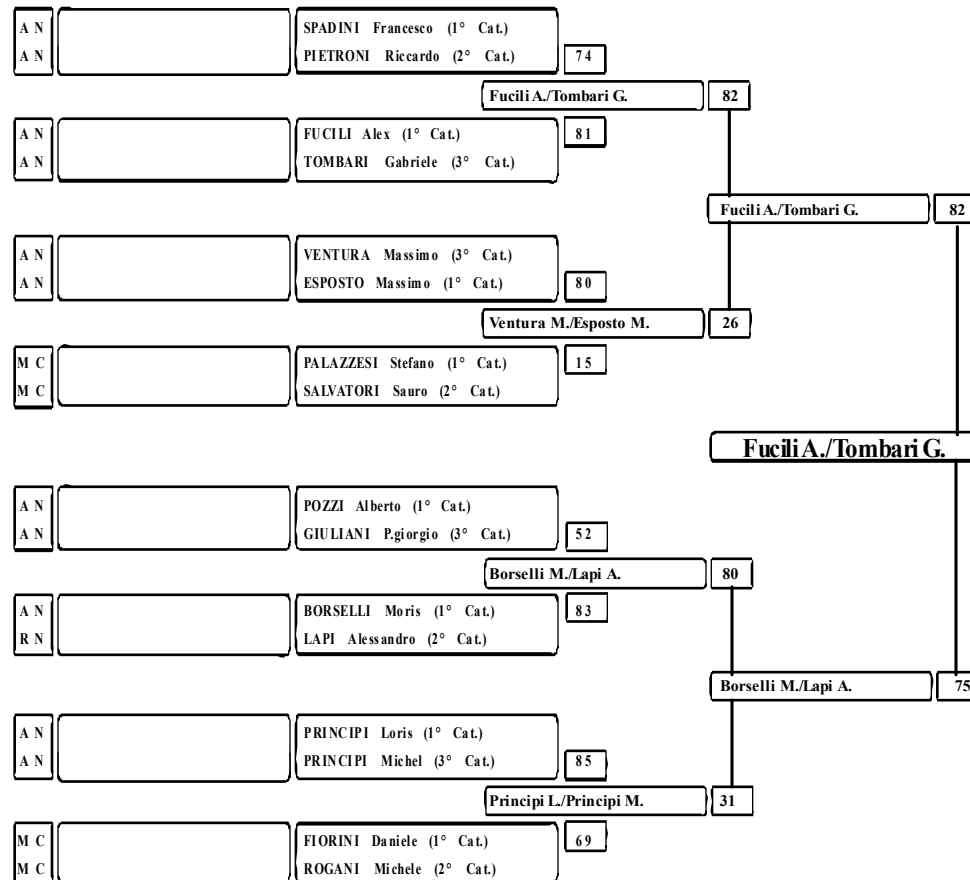 A N SPADINI Francesco (1° Cat.)
A N PIETRONI Riccardo (2° Cat.) 74
Fucili A./Tombari G. 82
A N FUCILI Alex (1° Cat.) 81
A N TOMBARI Gabriele (3° Cat.)
Fucili A./Tombari G. 82
A N VENTURA Massimo (3° Cat.)
A N ESPOSTO Massimo (1° Cat.) 80
Ventura M./Esposto M. 26
M C PALAZZESI Stefano (1° Cat.) 15
M C SALVATORI Sauro (2° Cat.)
Fucili A./Tombari G.
A N POZZI Alberto (1° Cat.)
A N GIULIANI P.giorgio (3° Cat.) 52
Borselli M./Lapi A. 80
A N BORSELLI Moris (1° Cat.) 83
R N LAPI Alessandro (2° Cat.)
Borselli M./Lapi A. 75
A N PRINCIPI Loris (1° Cat.)
A N PRINCIPI Michel (3° Cat.) 85
Principi L./Principi M. 31
M C FIORINI Daniele (1° Cat.) 69
M C ROGANI Michele (2° Cat.)